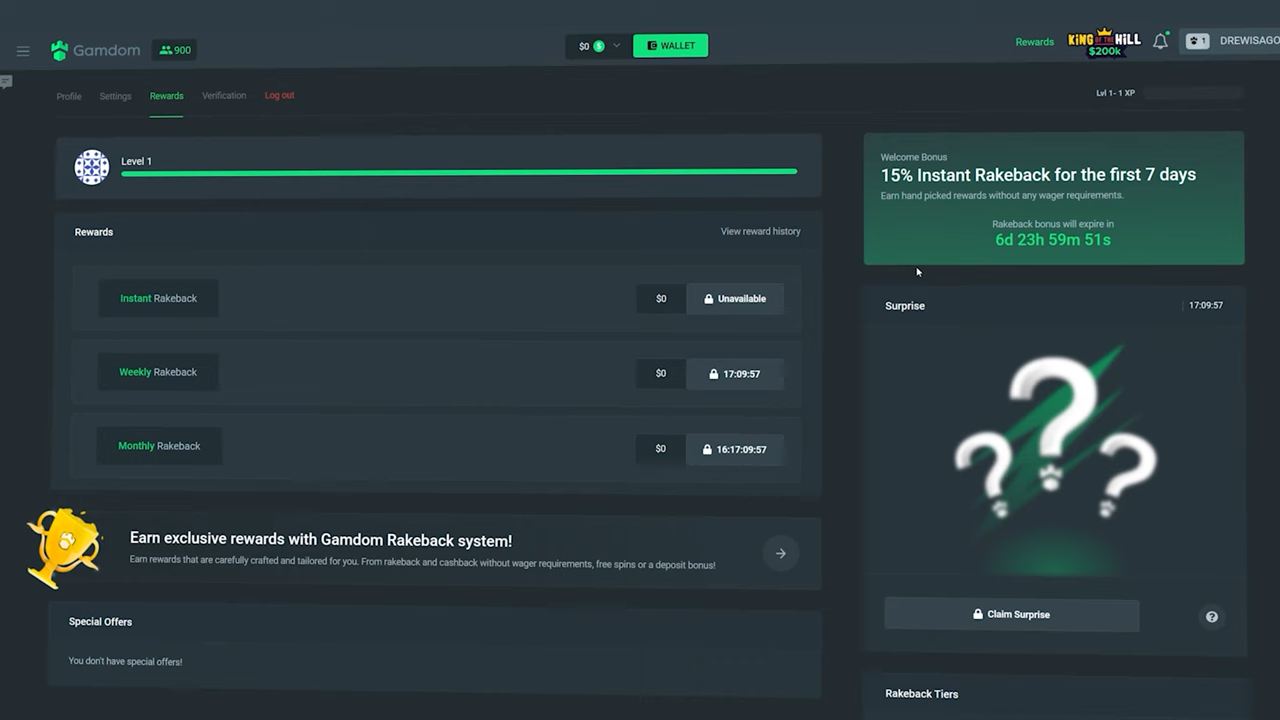 Gamdom
900
$0
WALLET
Rewards
KING OF THE HILL
$200k
1
DREWISAGO
Profile
Settings
Rewards
Verification
Log out
Lvl 1- 1 XP
Level 1
Rewards
View reward history
Instant Rakeback
$0
Unavailable
Weekly Rakeback
$0
17:09:57
Monthly Rakeback
$0
16:17:09:57
Earn exclusive rewards with Gamdom Rakeback system!
Earn rewards that are carefully crafted and tailored for you. From rakeback and cashback without wager requirements, free spins or a deposit bonus!
Special Offers
You don't have special offers!
Welcome Bonus
15% Instant Rakeback for the first 7 days
Earn hand picked rewards without any wager requirements.
Rakeback bonus will expire in
6d 23h 59m 51s
Surprise
17:09:57
???
Claim Surprise
?
Rakeback Tiers